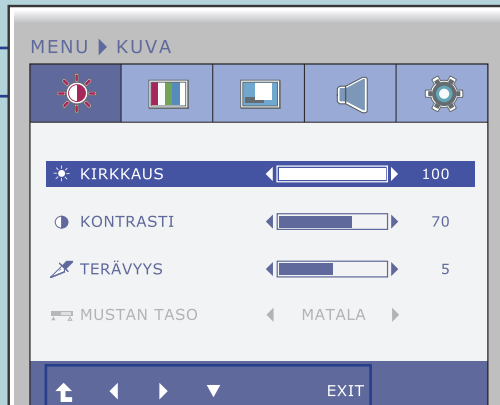 MENU ▶ KUVA
KIRKKAUS 100
KONTRASTI 70
TERÄVYYS 5
MUSTAN TASO MATALA
EXIT